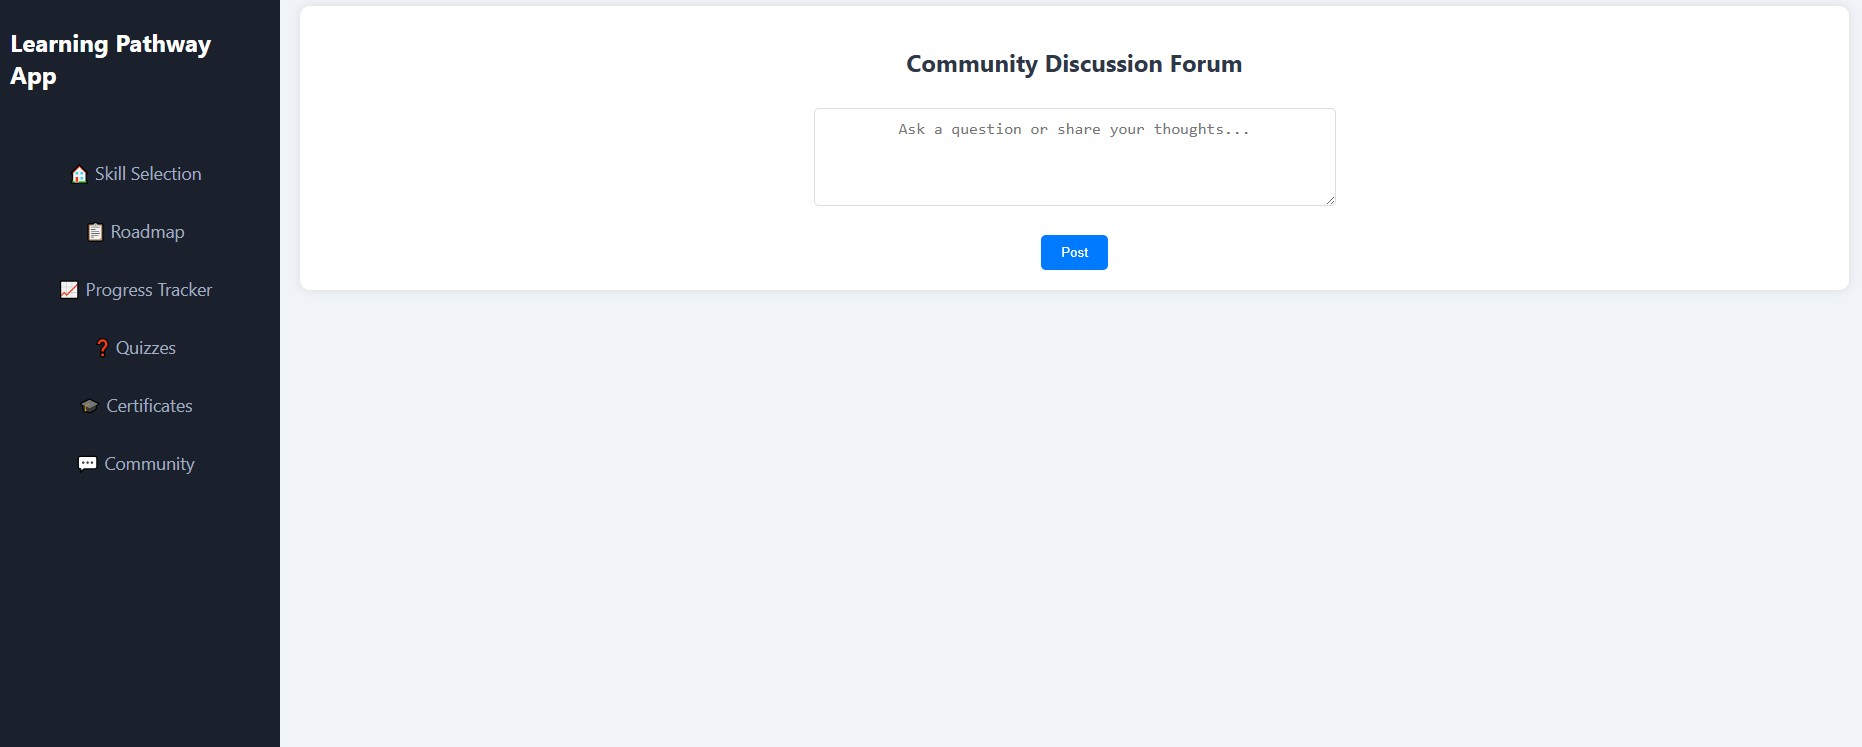 Learning Pathway
App
Skill Selection
Roadmap
Progress Tracker
Quizzes
Certificates
Community
Community Discussion Forum
Ask a question or share your thoughts...
Post